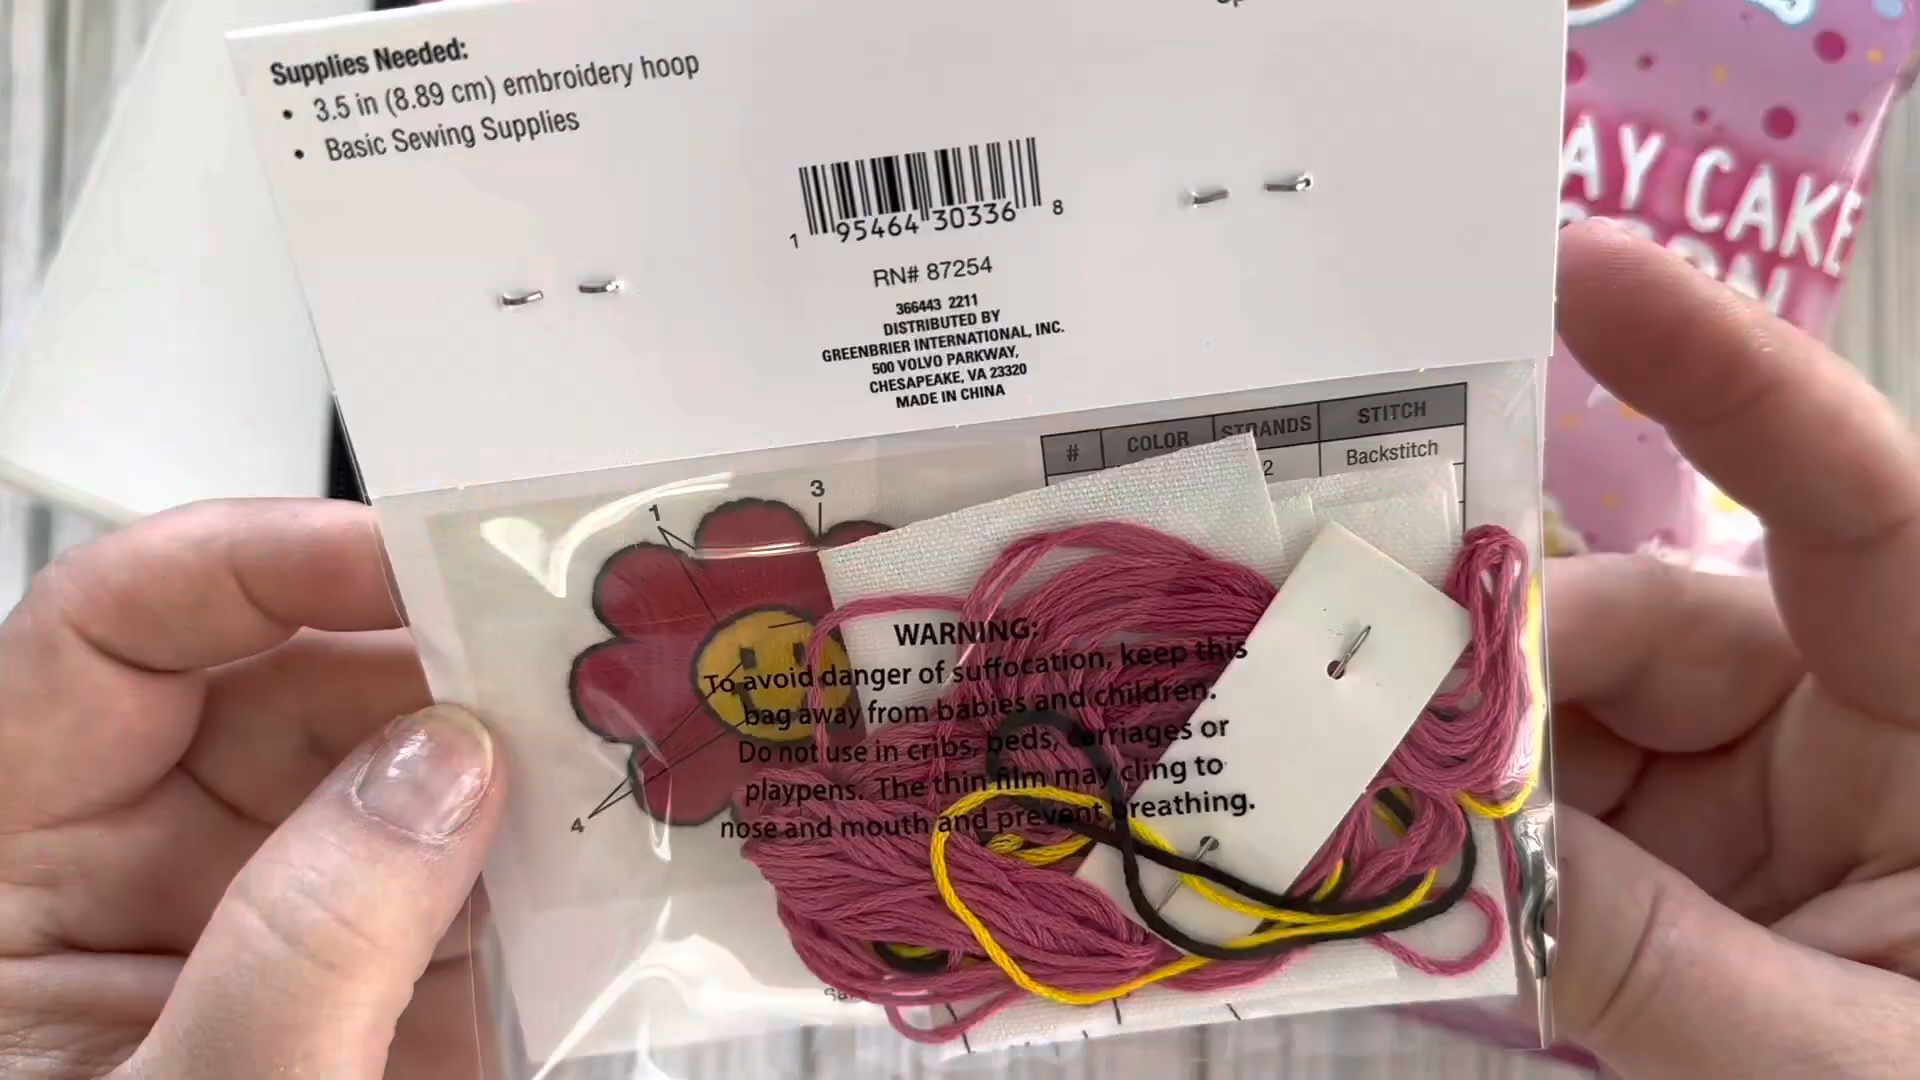 Supplies Needed:
• 3.5 in (8.89 cm) embroidery hoop
• Basic Sewing Supplies
1 95464 30336 8
RN# 87254
366443 2211
DISTRIBUTED BY
GREENBRIER INTERNATIONAL, INC.
500 VOLVO PARKWAY,
CHESAPEAKE, VA 23320
MADE IN CHINA
# COLOR STRANDS STITCH
2 Backstitch
1
3
4
WARNING:
To avoid danger of suffocation, keep this
bag away from babies and children.
Do not use in cribs, beds, carriages or
playpens. The thin film may cling to
nose and mouth and prevent breathing.
AY CAKE